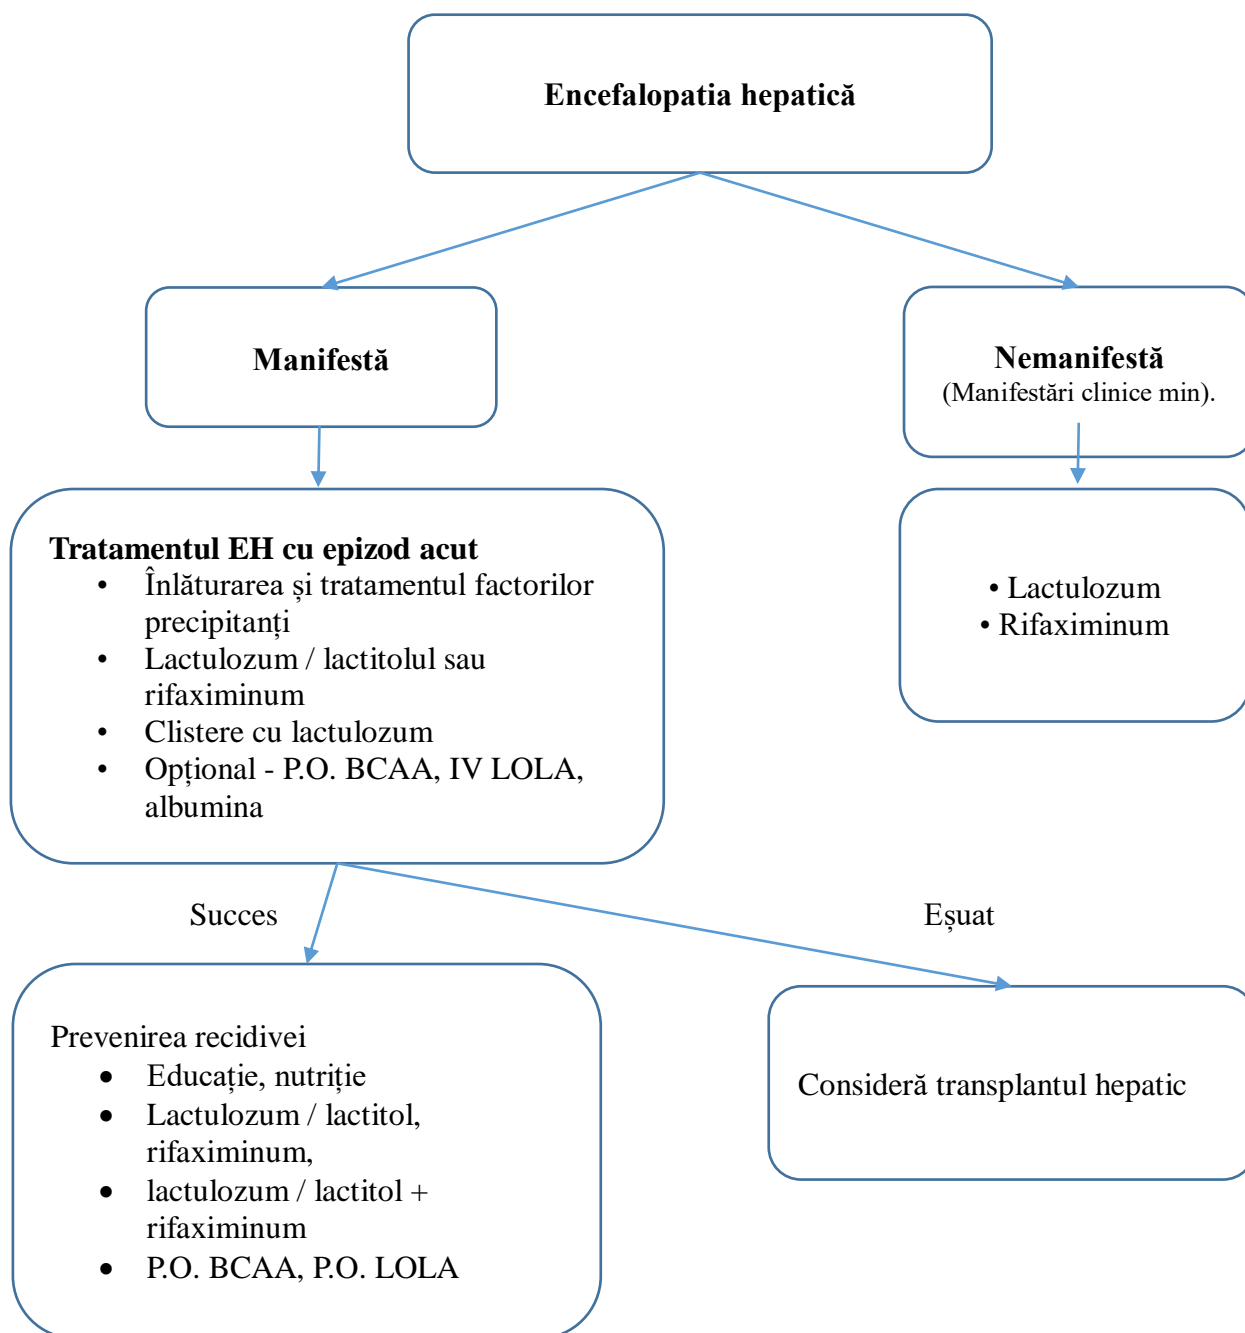 Encefalopatia hepatică
Manifestă
Nemanifestă
(Manifestări clinice min).
Tratamentul EH cu epizod acut
• Înlăturarea și tratamentul factorilor
precipitanți
• Lactulozum / lactitolul sau
rifaximinum
• Clistere cu lactulozum
• Opțional - P.O. BCAA, IV LOLA,
albumina
• Lactulozum
• Rifaximinum
Succes
Eșuat
Prevenirea recidivei
• Educație, nutriție
• Lactulozum / lactitol,
rifaximinum,
• lactulozum / lactitol +
rifaximinum
• P.O. BCAA, P.O. LOLA
Consideră transplantul hepatic